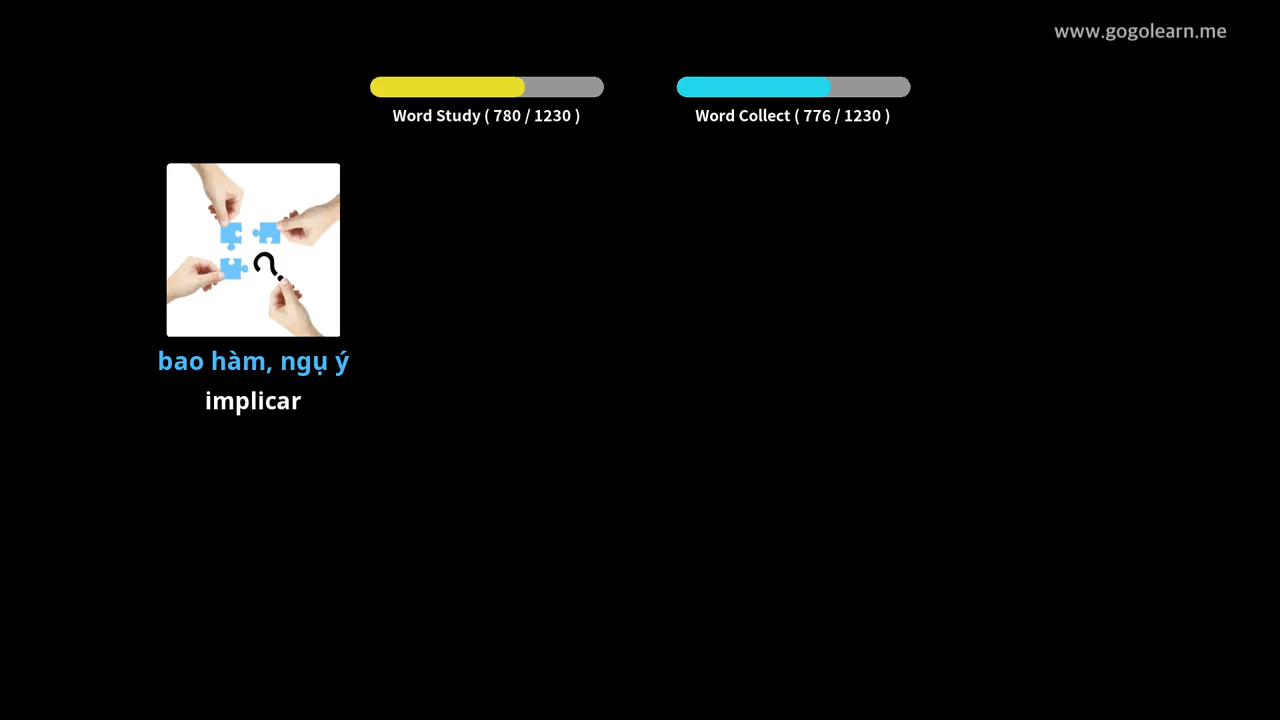 www.gogolearn.me
Word Study ( 780 / 1230 )
Word Collect ( 776 / 1230 )
?
bao hàm, ngụ ý
implicar